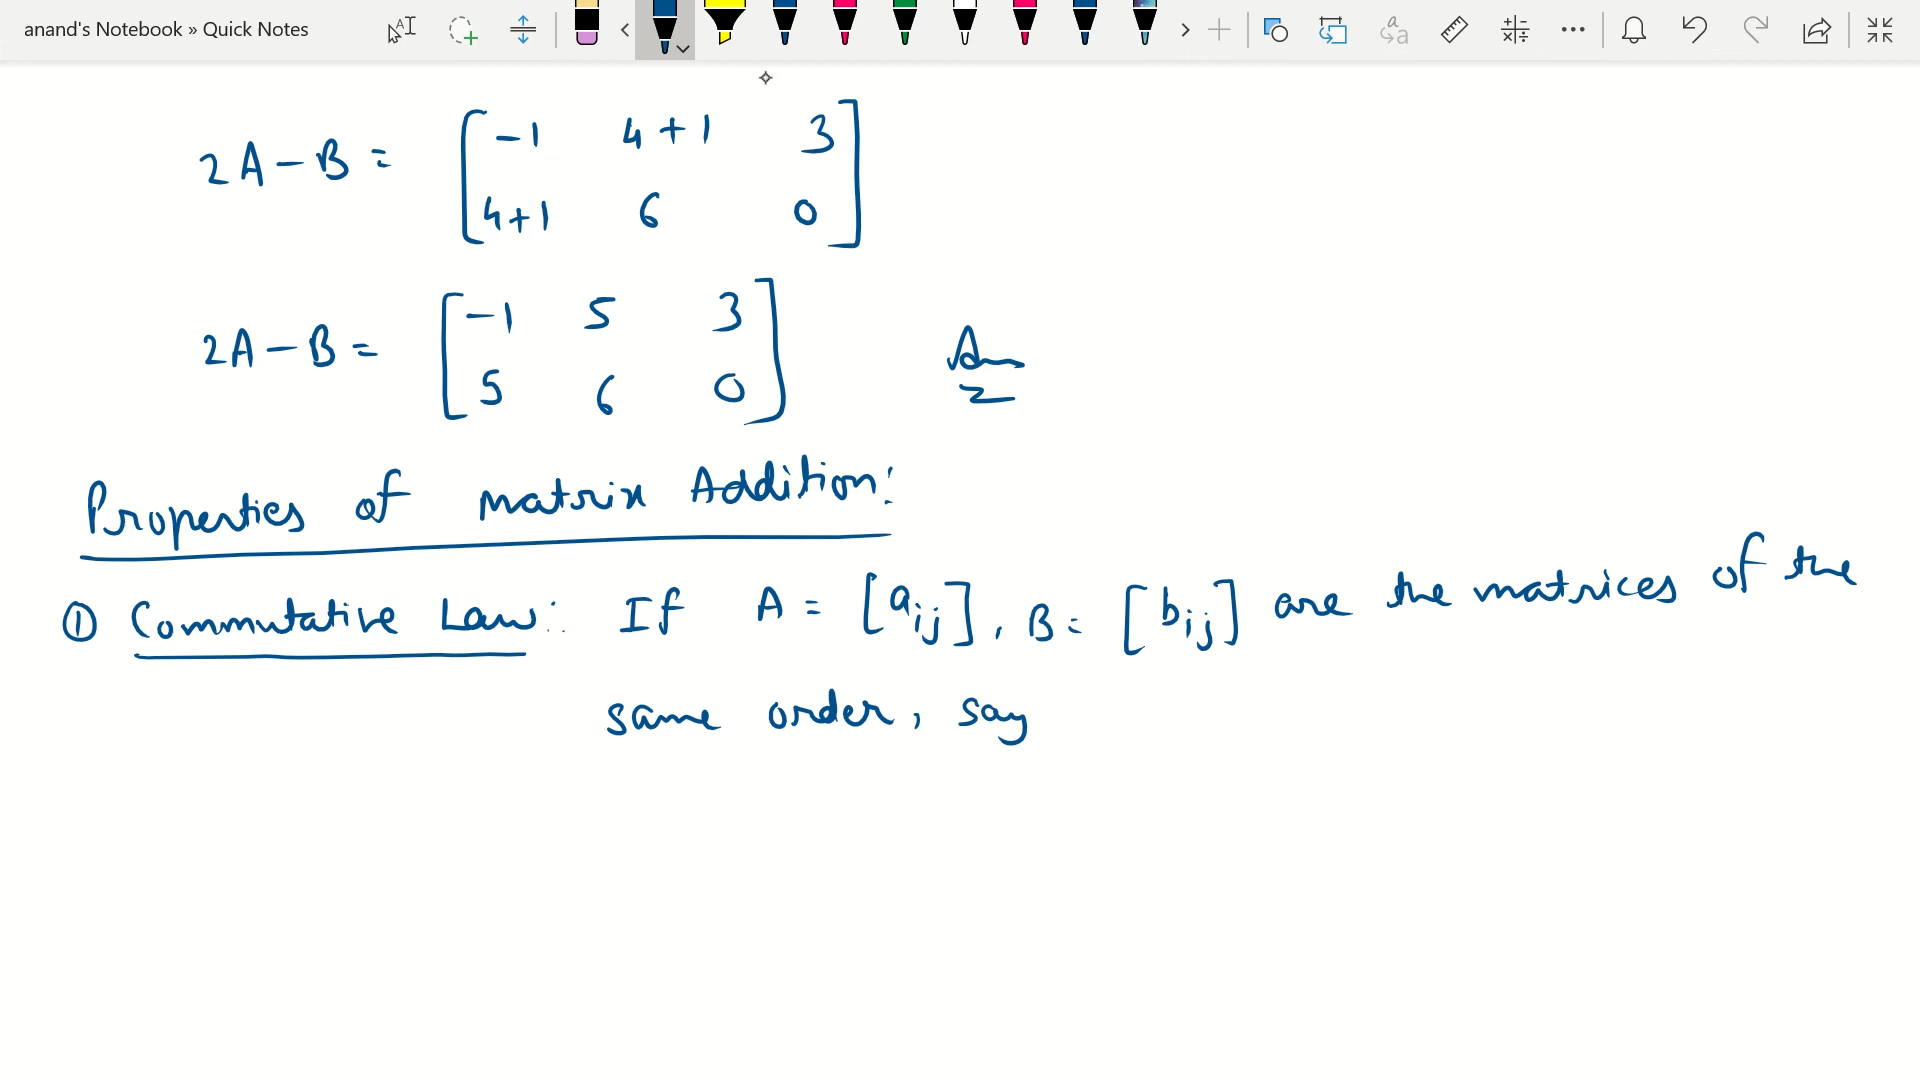 anand's Notebook » Quick Notes
2A - B = [ -1 4+1 3
4+1 6 0 ]
2A - B = [ -1 5 3
5 6 0 ] Ans
Properties of matrix Addition:
① Commutative Law: If A = [aij], B = [bij] are the matrices of the
same order, say